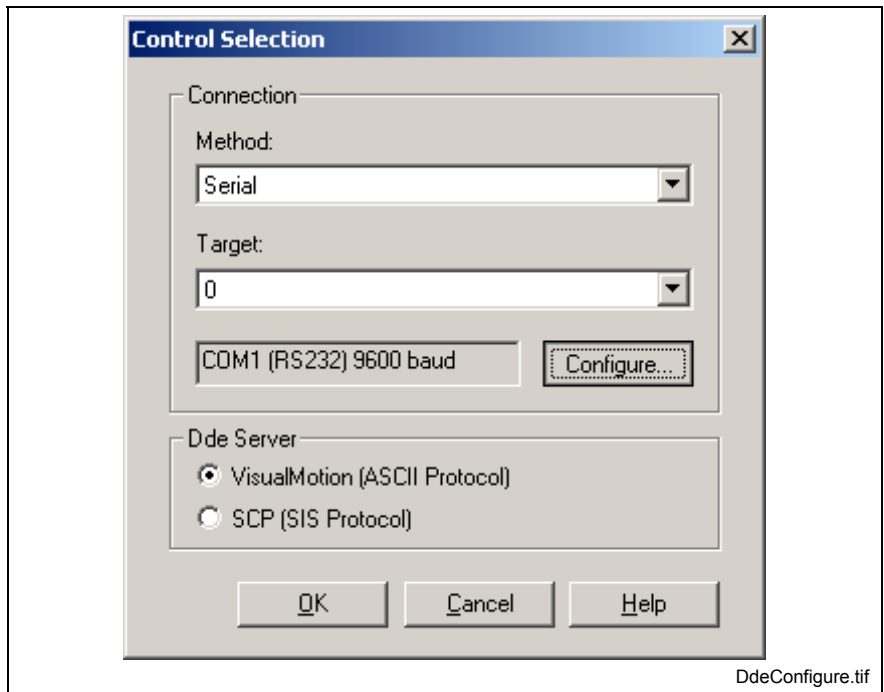 Control Selection
Connection
Method:
Serial
Target:
0
COM1 (RS232) 9600 baud
Configure...
Dde Server
VisualMotion (ASCII Protocol)
SCP (SIS Protocol)
OK
Cancel
Help
DdeConfigure.tif